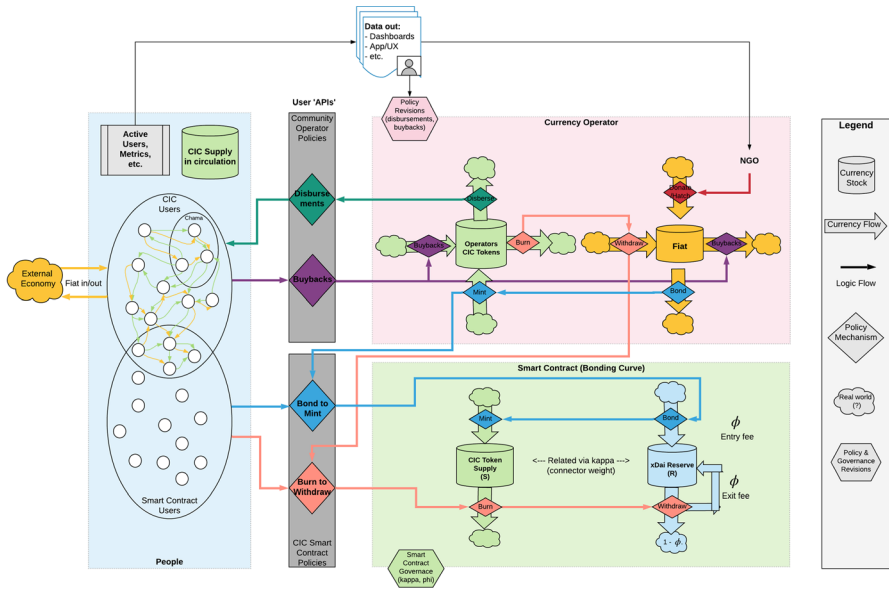 Data out:
- Dashboards
- App/UX
- etc.
User 'APIs'
Policy
Revisions
(disbursements,
buybacks)
Active
Users,
Metrics,
etc.
CIC Supply
in circulation
Community
Operator
Policies
Currency Operator
NGO
Legend
Currency
Stock
Currency Flow
Logic Flow
Policy
Mechanism
Real world
(?)
Policy &
Governance
Revisions
CIC
Users
Chama
Disburse
ments
Disberse
Donate
/Hatch
External
Economy
Fiat in/out
Buybacks
Buybacks
Operators
CIC Tokens
Burn
Withdraw
Fiat
Buybacks
Mint
Bond
Smart Contract (Bonding Curve)
Bond to
Mint
Mint
Bond
ϕ
Entry fee
CIC Token
Supply
(S)
<--- Related via kappa --->
(connector weight)
xDai Reserve
(R)
ϕ
Exit fee
Burn to
Withdraw
Burn
Withdraw
1 - ϕ.
Smart Contract
Users
People
CIC Smart
Contract
Policies
Smart
Contract
Governace
(kappa, phi)